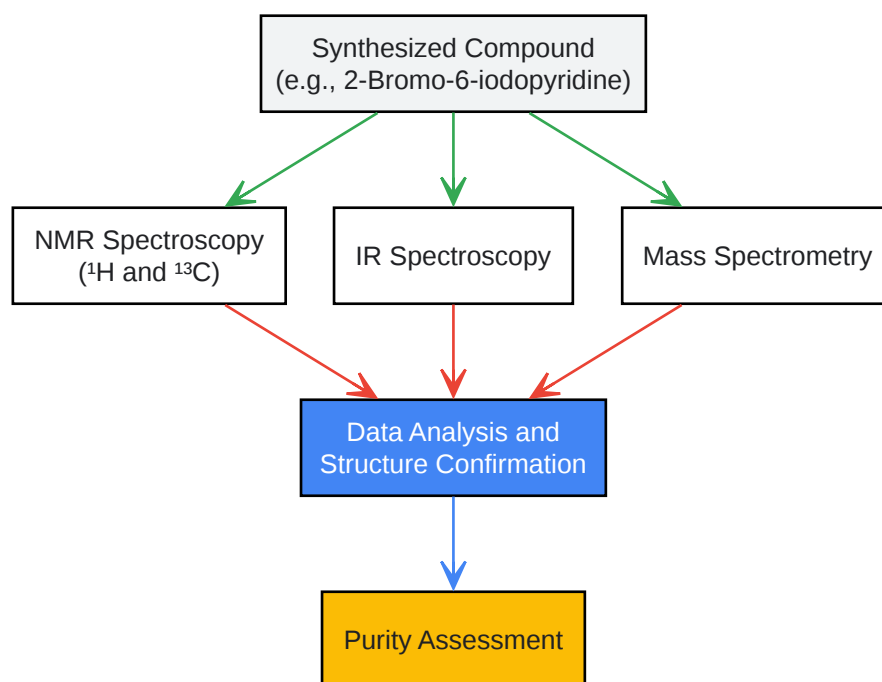 Synthesized Compound
(e.g., 2-Bromo-6-iodopyridine)
NMR Spectroscopy
(¹H and ¹³C)
IR Spectroscopy
Mass Spectrometry
Data Analysis and
Structure Confirmation
Purity Assessment